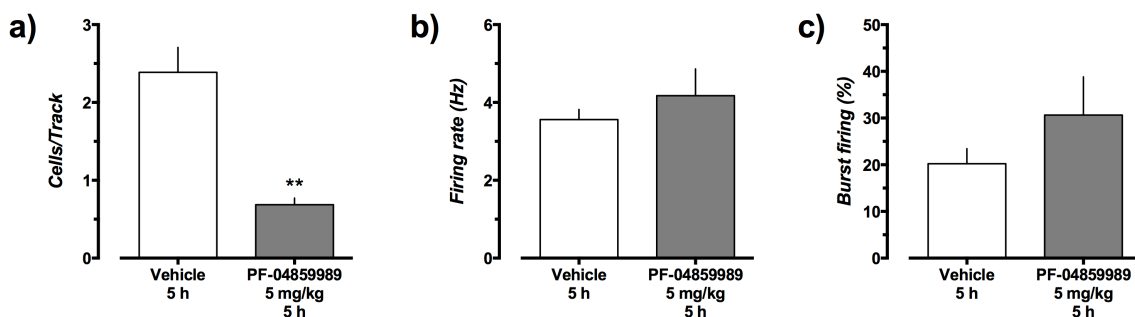 a)
Cells/Track
3
2
1
0
**
Vehicle
5 h
PF-04859989
5 mg/kg
5 h
b)
Firing rate (Hz)
6
4
2
0
Vehicle
5 h
PF-04859989
5 mg/kg
5 h
c)
Burst firing (%)
50
40
30
20
10
0
Vehicle
5 h
PF-04859989
5 mg/kg
5 h